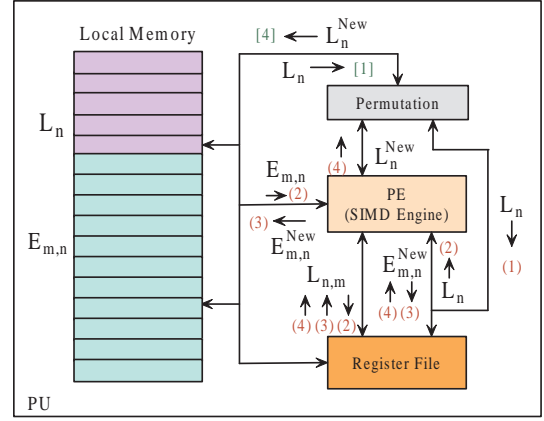 [4] ← L_n^New
Local Memory
L_n → [1]
Permutation
L_n
(4) ↑ L_n^New
E_m,n
→ (2)
PE
(SIMD Engine)
L_n
↓
(1)
(3) ←
E_m,n^New
E_m,n
E_m,n^New
(2)
↑
L_n
L_n,m
↑ ↑ ↓
(4) (3) (2)
↑ ↓
(4) (3)
Register File
PU